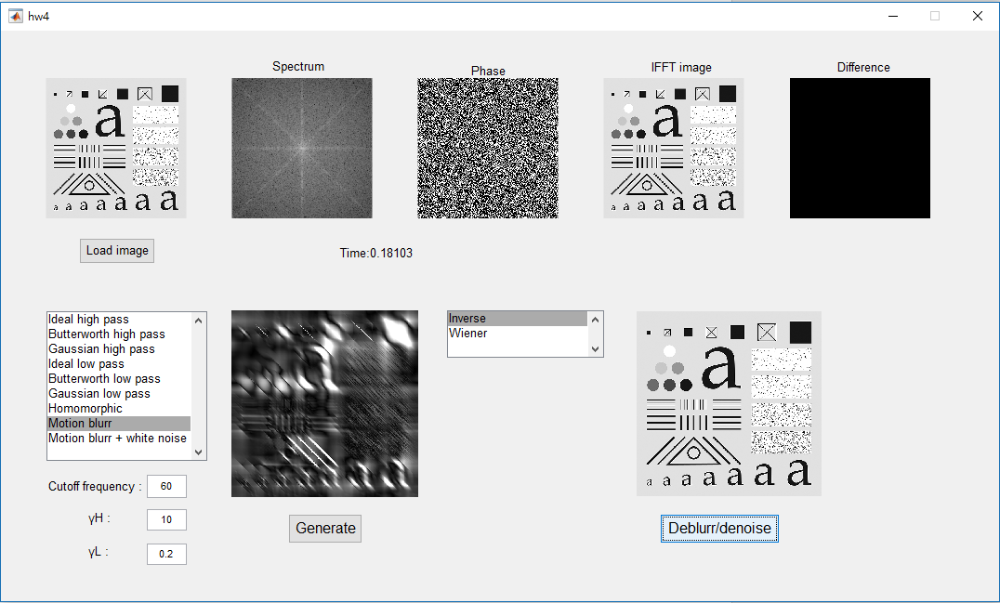 hw4
Spectrum
Phase
IFFT image
Difference
a
a a a a a a
a
a a a a a a
Load image
Time:0.18103
Ideal high pass
Butterworth high pass
Gaussian high pass
Ideal low pass
Butterworth low pass
Gaussian low pass
Homomorphic
Motion blurr
Motion blurr + white noise
Inverse
Wiener
a
a a a a a a
Cutoff frequency : 60
γH : 10
γL : 0.2
Generate
Deblurr/denoise